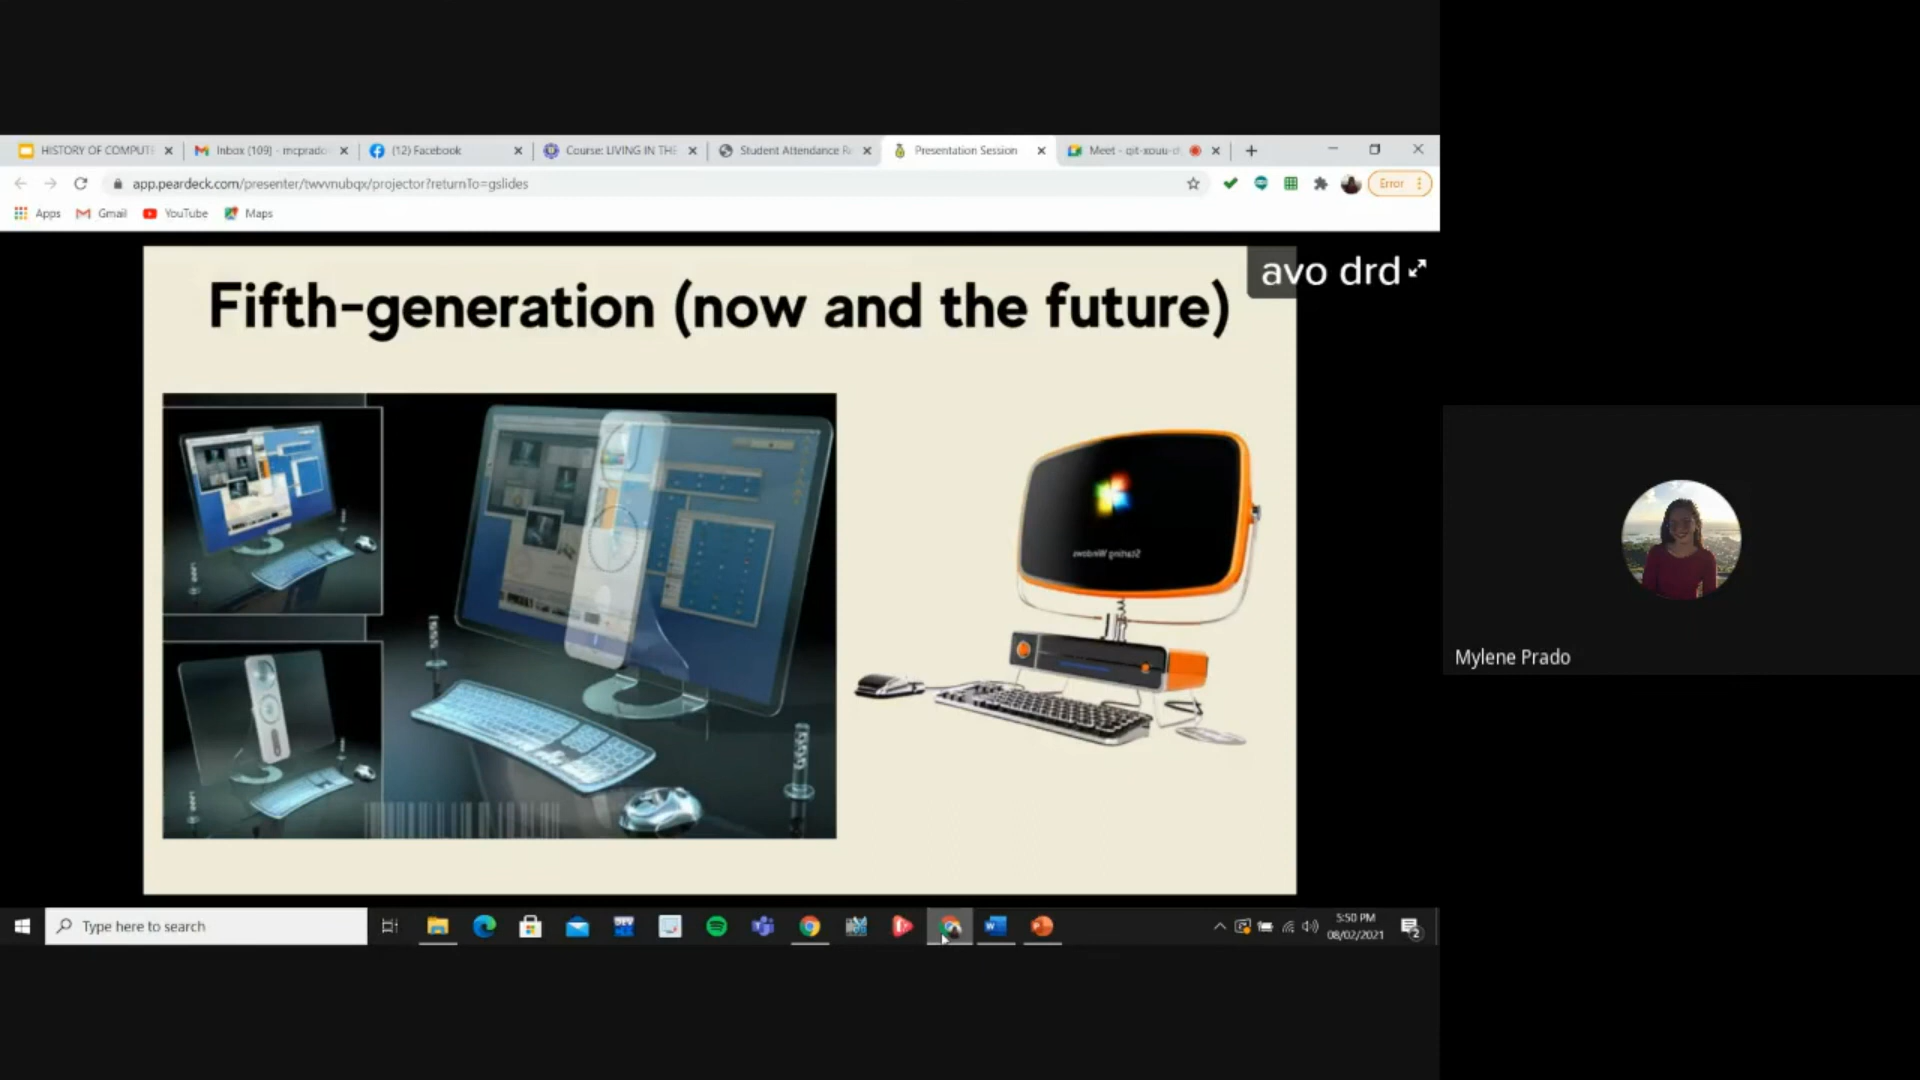 HISTORY OF COMPUTE
Inbox (109) - mcprado
(12) Facebook
Course: LIVING IN THE
Student Attendance R
Presentation Session
Meet - qit-xouu-d
app.peardeck.com/presenter/twvnubqx/projector?returnTo=gslides
Error
Apps
Gmail
YouTube
Maps
avo drd
Fifth-generation (now and the future)
Starting Windows
Mylene Prado
Type here to search
5:50 PM
08/02/2021
2